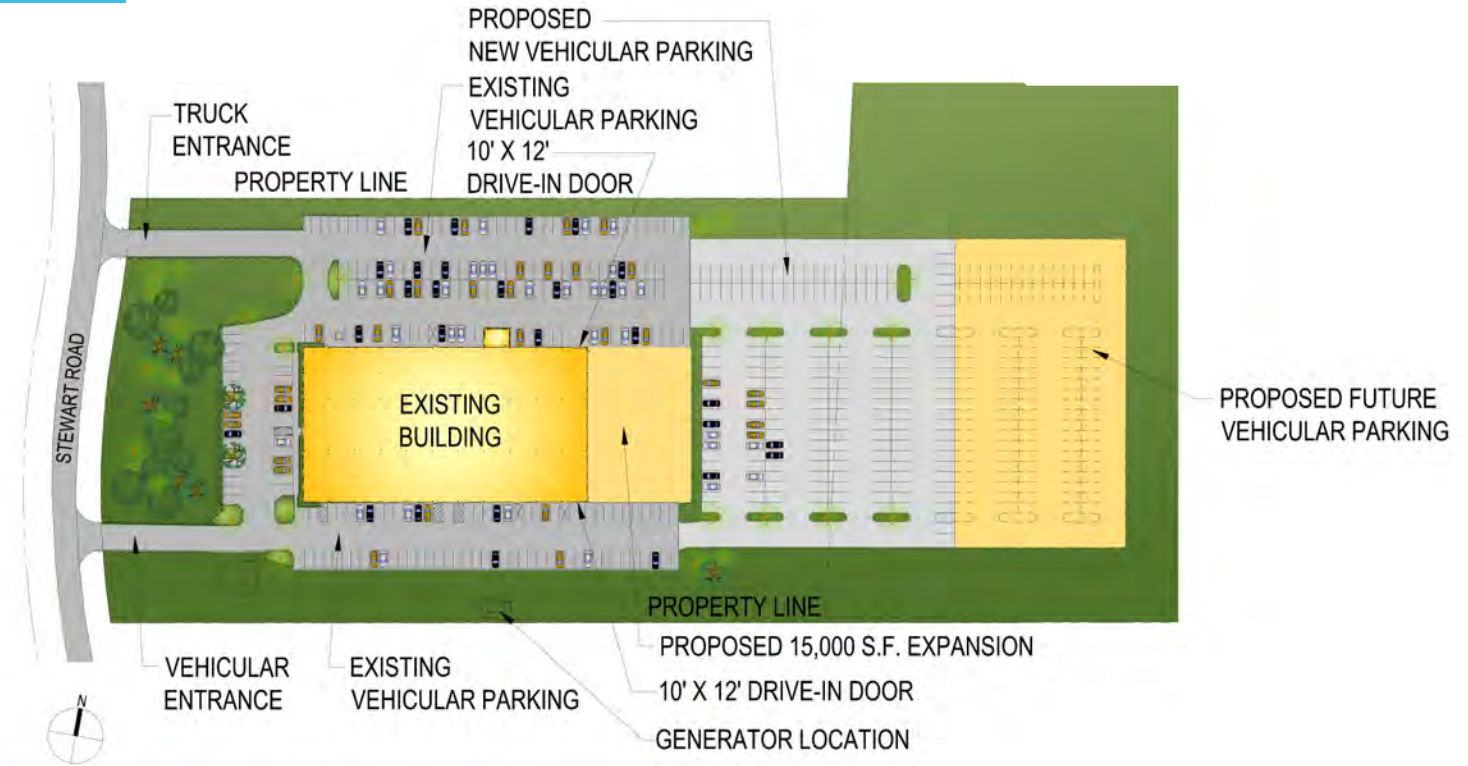 PROPOSED
NEW VEHICULAR PARKING
EXISTING
VEHICULAR PARKING
10' X 12'
DRIVE-IN DOOR
TRUCK
ENTRANCE
PROPERTY LINE
STEWART ROAD
EXISTING
BUILDING
PROPOSED FUTURE
VEHICULAR PARKING
PROPERTY LINE
PROPOSED 15,000 S.F. EXPANSION
10' X 12' DRIVE-IN DOOR
GENERATOR LOCATION
VEHICULAR
ENTRANCE
EXISTING
VEHICULAR PARKING
N